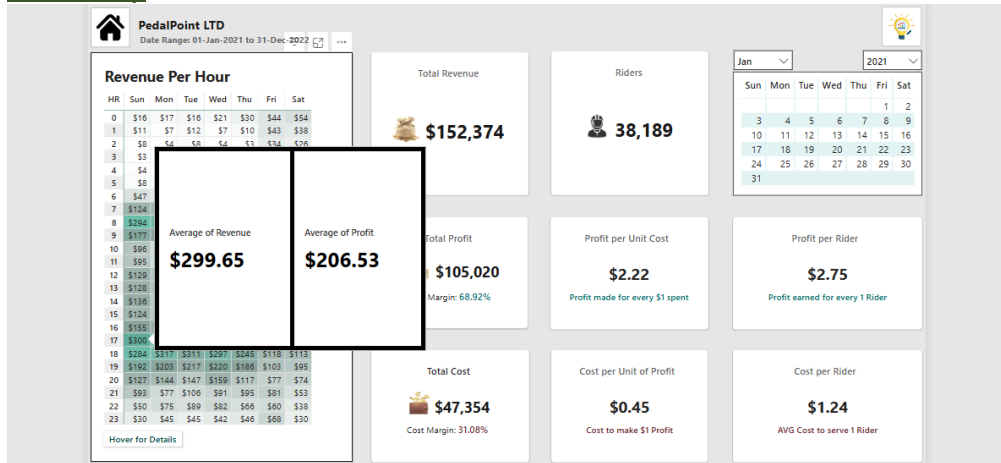 PedalPoint LTD
Date Range: 01-Jan-2021 to 31-Dec-2022
Revenue Per Hour
HR Sun Mon Tue Wed Thu Fri Sat
0 $16 $17 $16 $21 $30 $44 $54
1 $11 $7 $12 $7 $10 $43 $38
2 $8 $4 $8 $4 $3 $34 $26
3 $3
4 $4
5 $8
6 $47
7 $124
8 $294
9 $177
10 $96
11 $95
12 $129
13 $128
14 $136
15 $124
16 $155
17 $300
18 $284 $317 $311 $297 $245 $118 $113
19 $192 $203 $217 $220 $186 $103 $95
20 $127 $144 $147 $159 $117 $77 $74
21 $93 $77 $106 $91 $95 $81 $53
22 $50 $75 $89 $82 $66 $60 $38
23 $30 $45 $45 $42 $46 $68 $30
Hover for Details
Average of Revenue
$299.65
Average of Profit
$206.53
Total Revenue
$152,374
Riders
38,189
Jan 2021
Sun Mon Tue Wed Thu Fri Sat
1 2
3 4 5 6 7 8 9
10 11 12 13 14 15 16
17 18 19 20 21 22 23
24 25 26 27 28 29 30
31
Total Profit
$105,020
Margin: 68.92%
Profit per Unit Cost
$2.22
Profit made for every $1 spent
Profit per Rider
$2.75
Profit earned for every 1 Rider
Total Cost
$47,354
Cost Margin: 31.08%
Cost per Unit of Profit
$0.45
Cost to make $1 Profit
Cost per Rider
$1.24
AVG Cost to serve 1 Rider